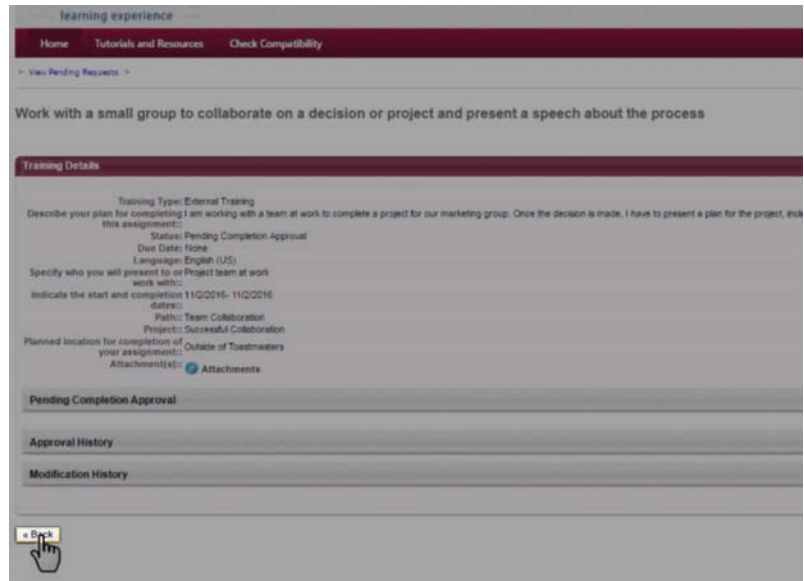 learning experience
Home Tutorials and Resources Check Compatibility
View Pending Requests >
Work with a small group to collaborate on a decision or project and present a speech about the process
Training Details
Training Type: External Training
Describe your plan for completing I am working with a team at work to complete a project for our marketing group. Once the decision is made, I have to present a plan for the project, incl
this assignment::
Status: Pending Completion Approval
Due Date: None
Language: English (US)
Specify who you will present to or Project team at work
work with::
Indicate the start and completion 11/2/2016- 11/2/2016
dates::
Path:: Team Collaboration
Project:: Successful Collaboration
Planned location for completion of Outside of Toastmasters
your assignment::
Attachment(s):: Attachments
Pending Completion Approval
Approval History
Modification History
« Back